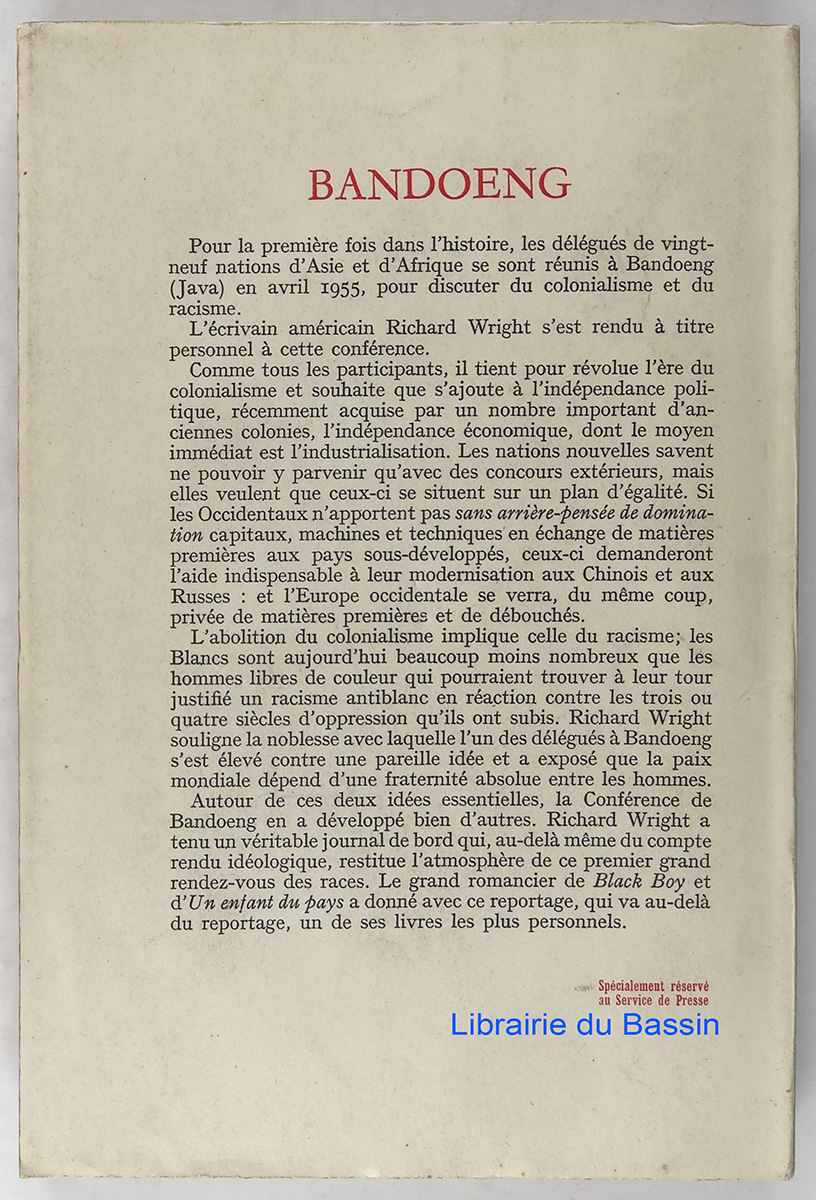 BANDOENG
Pour la première fois dans l'histoire, les délégués de vingt-
neuf nations d'Asie et d'Afrique se sont réunis à Bandoeng
(Java) en avril 1955, pour discuter du colonialisme et du
racisme.
L'écrivain américain Richard Wright s'est rendu à titre
personnel à cette conférence.
Comme tous les participants, il tient pour révolue l'ère du
colonialisme et souhaite que s'ajoute à l'indépendance poli-
tique, récemment acquise par un nombre important d'an-
ciennes colonies, l'indépendance économique, dont le moyen
immédiat est l'industrialisation. Les nations nouvelles savent
ne pouvoir y parvenir qu'avec des concours extérieurs, mais
elles veulent que ceux-ci se situent sur un plan d'égalité. Si
les Occidentaux n'apportent pas sans arrière-pensée de domina-
tion capitaux, machines et techniques en échange de matières
premières aux pays sous-développés, ceux-ci demanderont
l'aide indispensable à leur modernisation aux Chinois et aux
Russes : et l'Europe occidentale se verra, du même coup,
privée de matières premières et de débouchés.
L'abolition du colonialisme implique celle du racisme; les
Blancs sont aujourd'hui beaucoup moins nombreux que les
hommes libres de couleur qui pourraient trouver à leur tour
justifié un racisme antiblanc en réaction contre les trois ou
quatre siècles d'oppression qu'ils ont subis. Richard Wright
souligne la noblesse avec laquelle l'un des délégués à Bandoeng
s'est élevé contre une pareille idée et a exposé que la paix
mondiale dépend d'une fraternité absolue entre les hommes.
Autour de ces deux idées essentielles, la Conférence de
Bandoeng en a développé bien d'autres. Richard Wright a
tenu un véritable journal de bord qui, au-delà même du compte
rendu idéologique, restitue l'atmosphère de ce premier grand
rendez-vous des races. Le grand romancier de Black Boy et
d'Un enfant du pays a donné avec ce reportage, qui va au-delà
du reportage, un de ses livres les plus personnels.
Spécialement réservé
au Service de Presse
Librairie du Bassin